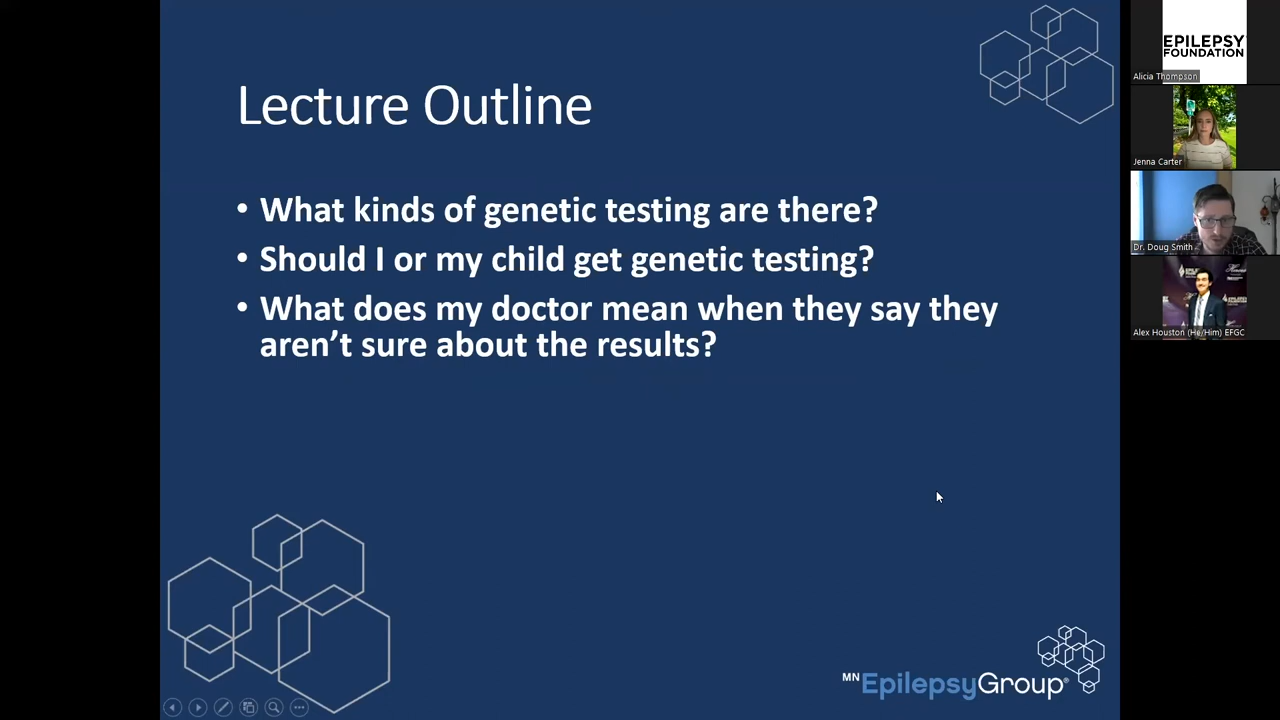 Lecture Outline
• What kinds of genetic testing are there?
• Should I or my child get genetic testing?
• What does my doctor mean when they say they
aren’t sure about the results?
MN EpilepsyGroup®
EPILEPSY
FOUNDATION
Alicia Thompson
Jenna Carter
Dr. Doug Smith
Alex Houston (He/Him) EFGC